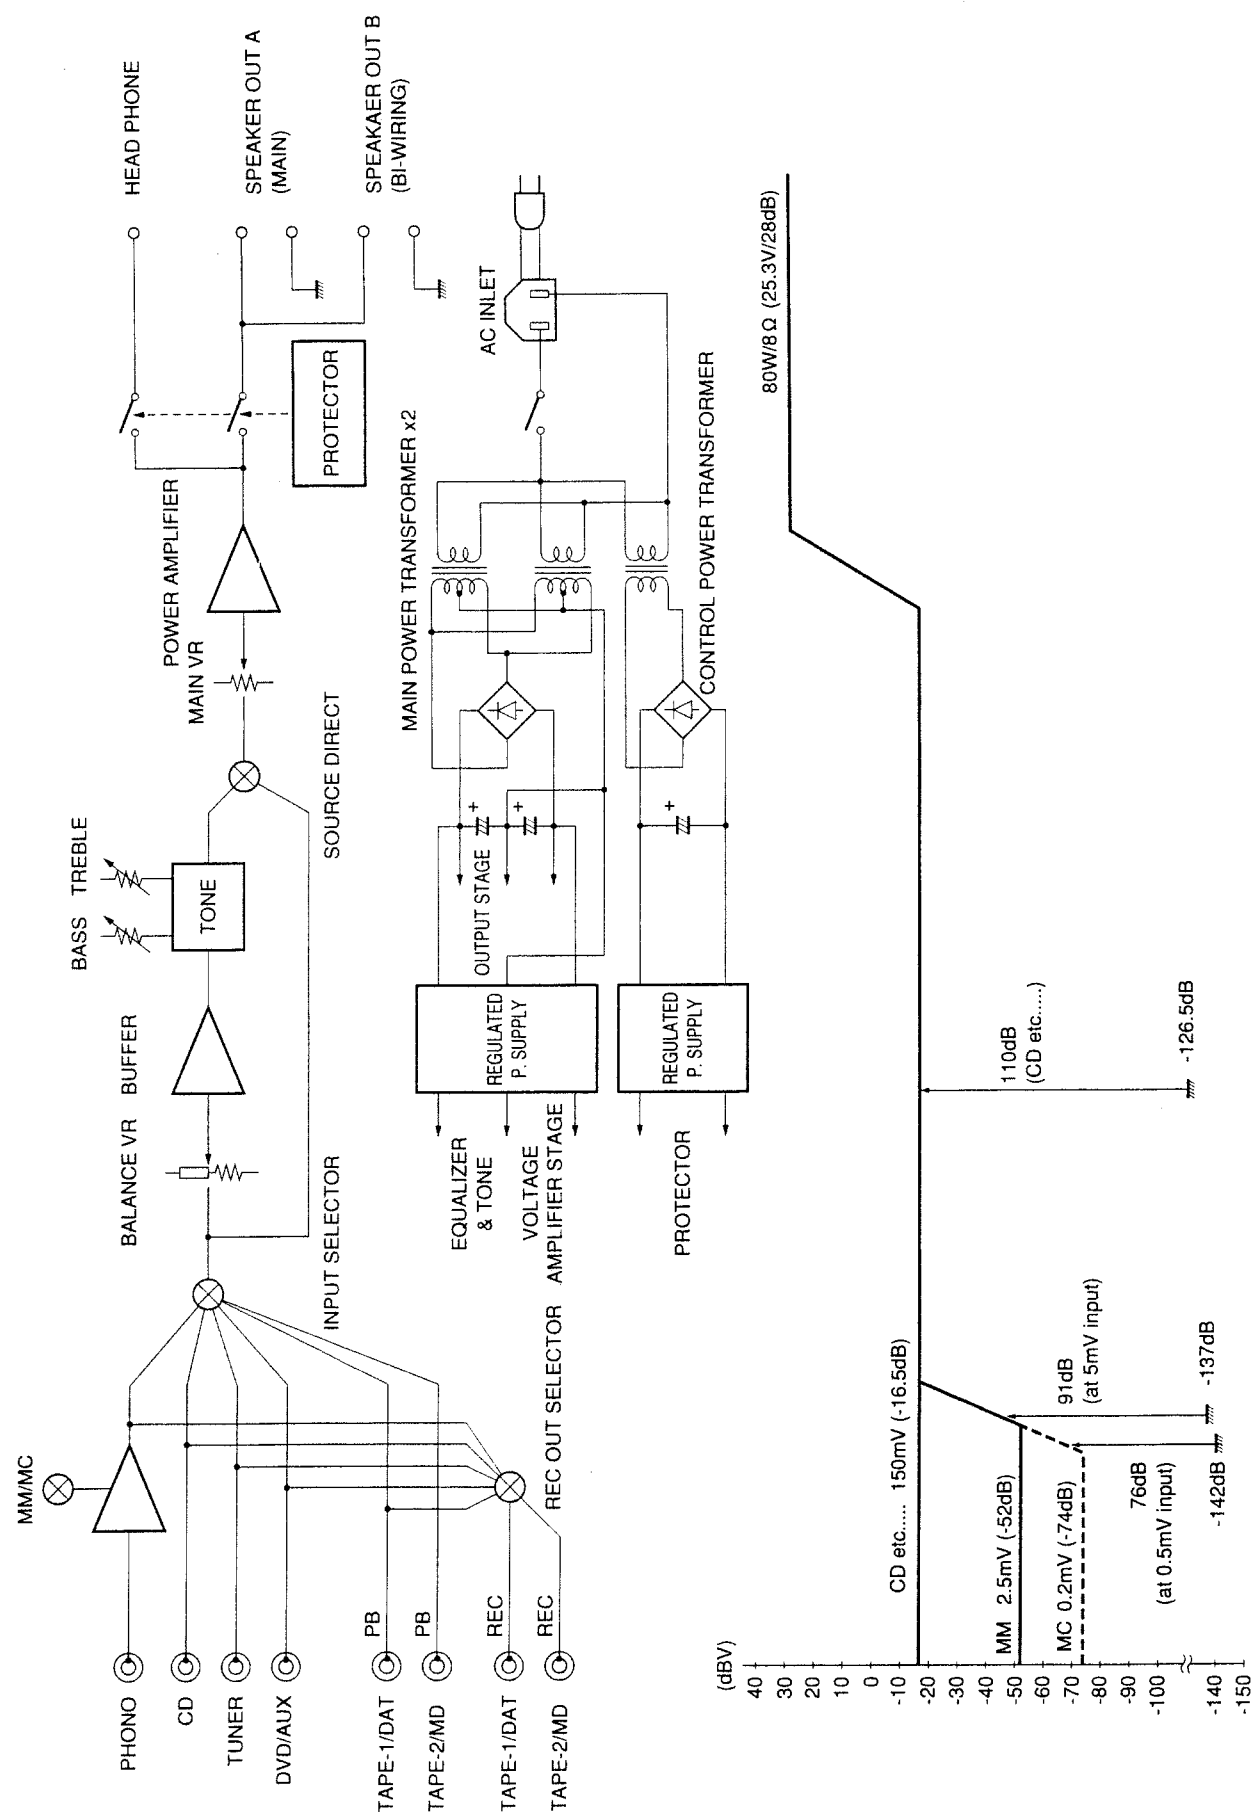 PHONO
CD
TUNER
DVD/AUX
TAPE-1/DAT
TAPE-2/MD
TAPE-1/DAT
TAPE-2/MD
PB
PB
REC
REC
MM/MC
INPUT SELECTOR
REC OUT SELECTOR
BALANCE VR
BUFFER
BASS
TREBLE
TONE
SOURCE DIRECT
MAIN VR
POWER AMPLIFIER
PROTECTOR
HEAD PHONE
SPEAKER OUT A
(MAIN)
SPEAKAER OUT B
(BI-WIRING)
AC INLET
MAIN POWER TRANSFORMER x2
CONTROL POWER TRANSFORMER
+
+
+
OUTPUT STAGE
REGULATED
P. SUPPLY
REGULATED
P. SUPPLY
EQUALIZER
& TONE
VOLTAGE
AMPLIFIER STAGE
PROTECTOR
(dBV)
40
30
20
10
0
-10
-20
-30
-40
-50
-60
-70
-80
-90
-100
-140
-150
CD etc..... 150mV (-16.5dB)
MM 2.5mV (-52dB)
MC 0.2mV (-74dB)
76dB
(at 0.5mV input)
-142dB
91dB
(at 5mV input)
-137dB
110dB
(CD etc.....)
-126.5dB
80W/8Ω (25.3V/28dB)